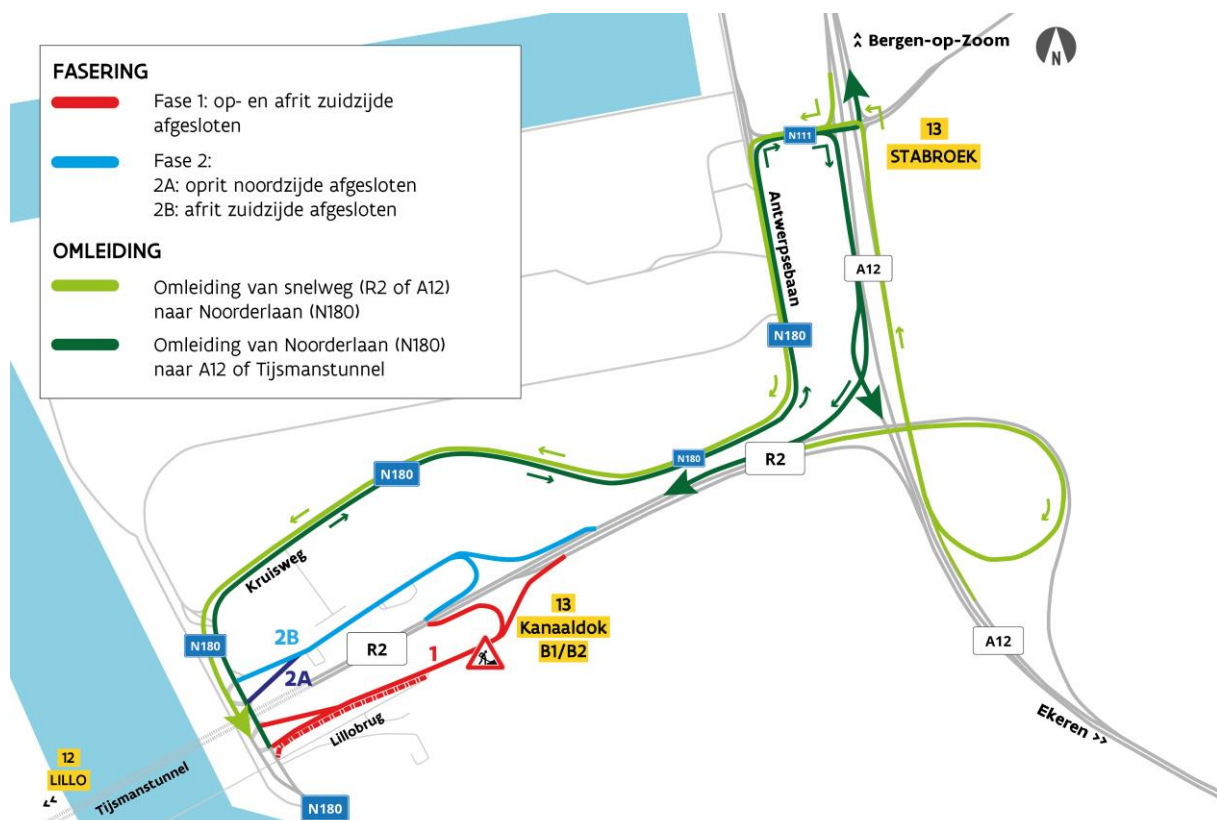 FASERING
Fase 1: op- en afrit zuidzijde
afgesloten
Fase 2:
2A: oprit noordzijde afgesloten
2B: afrit zuidzijde afgesloten
OMLEIDING
Omleiding van snelweg (R2 of A12)
naar Noorderlaan (N180)
Omleiding van Noorderlaan (N180)
naar A12 of Tijsmanstunnel
Bergen-op-Zoom
N
N111
13
STABROEK
Antwerpsebaan
A12
N180
N180
R2
N180
Kruisweg
13
Kanaaldok
B1/B2
N180
2B
R2
1
2A
A12
Lillobrug
Ekeren >>
12
LILLO
<<
Tijsmanstunnel
N180